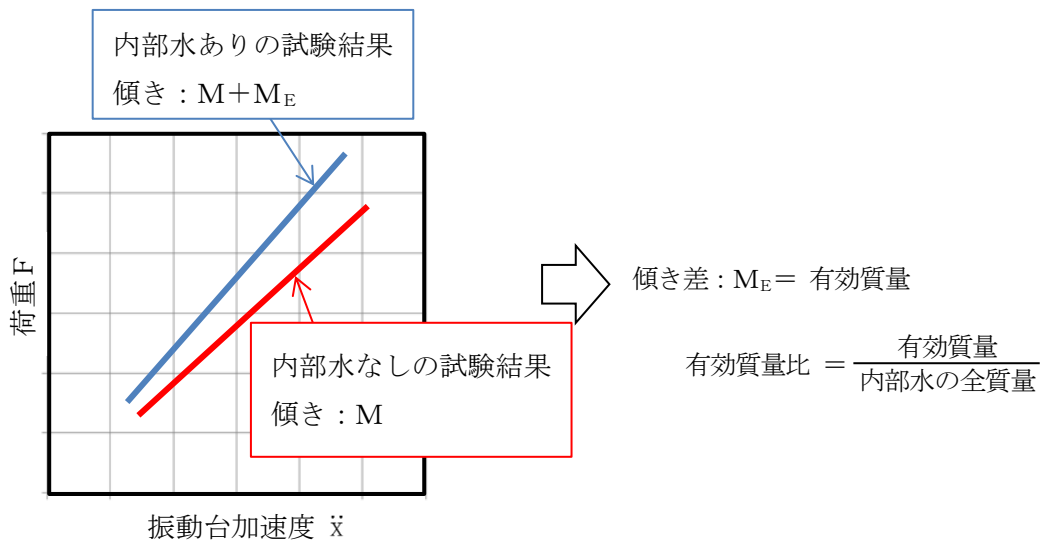 内部水ありの試験結果
傾き：M＋ME
荷重F
内部水なしの試験結果
傾き：M
振動台加速度 ẍ
傾き差：ME＝ 有効質量
有効質量比 ＝ 有効質量
内部水の全質量